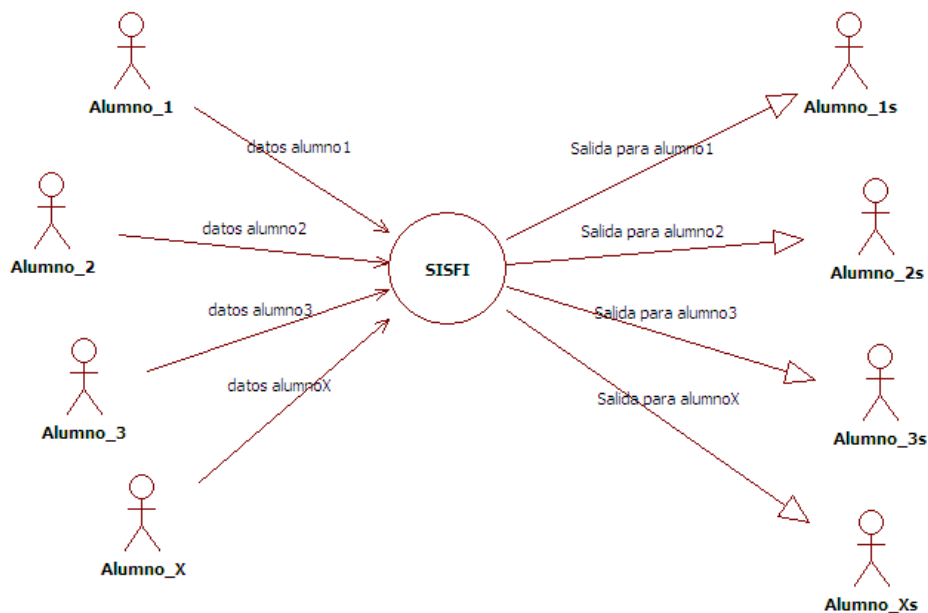 Alumno_1
Alumno_1s
datos alumno1
Salida para alumno1
datos alumno2
Salida para alumno2
Alumno_2
SISFI
Alumno_2s
datos alumno3
Salida para alumno3
datos alumnoX
Salida para alumnoX
Alumno_3
Alumno_3s
Alumno_X
Alumno_Xs